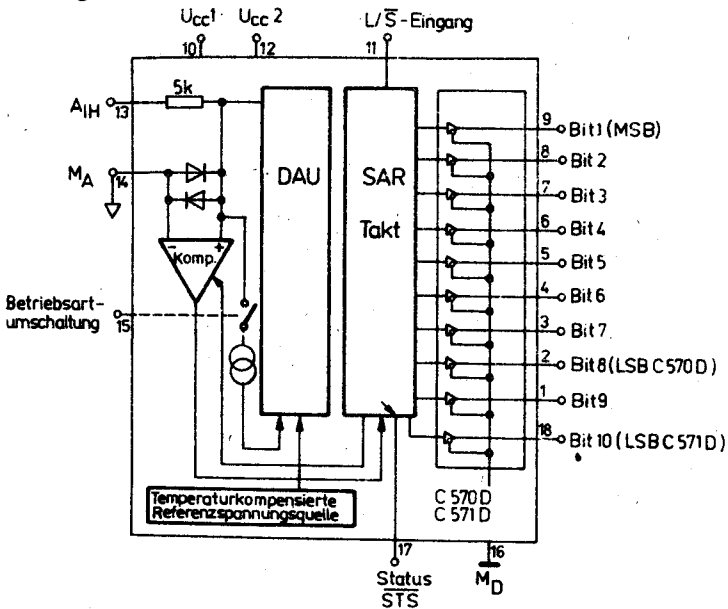 Ucc1 Ucc2 L/S̅-Eingang
10 12 11
5k
AIH 13
MA 14
DAU
SAR
Takt
- +
Komp.
Betriebsart-
umschaltung 15
9 Bit1 (MSB)
8 Bit 2
7 Bit 3
6 Bit 4
5 Bit 5
4 Bit 6
3 Bit 7
2 Bit 8 (LSB C570D)
1 Bit 9
18 Bit 10 (LSB C571D)
Temperaturkompensierte
Referenzspannungsquelle
C 570 D
C 571 D
17 16
Status
S̅T̅S̅
MD